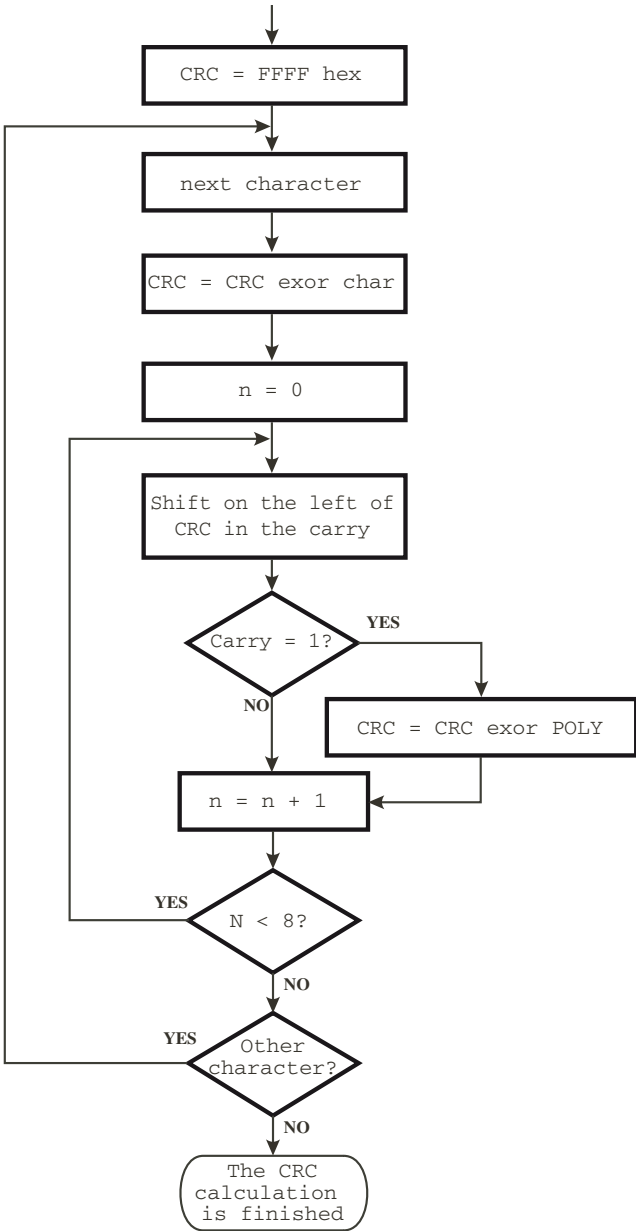 CRC = FFFF hex
next character
CRC = CRC exor char
n = 0
Shift on the left of
CRC in the carry
Carry = 1?
YES
NO
CRC = CRC exor POLY
n = n + 1
YES
N < 8?
NO
YES
Other
character?
NO
The CRC
calculation
is finished